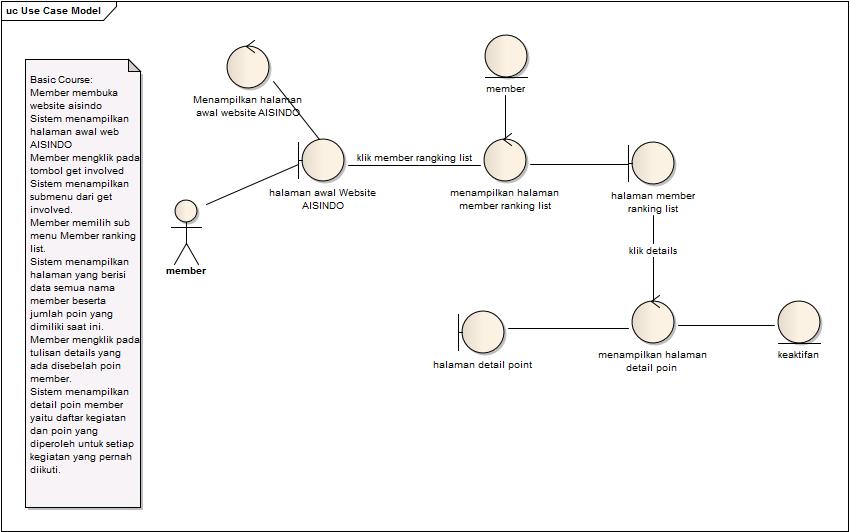 uc Use Case Model
Basic Course:
Member membuka
website aisindo
Sistem menampilkan
halaman awal web
AISINDO
Member mengklik pada
tombol get involved
Sistem menampilkan
submenu dari get
involved.
Member memilih sub
menu Member ranking
list.
Sistem menampilkan
halaman yang berisi
data semua nama
member beserta
jumlah poin yang
dimiliki saat ini.
Member mengklik pada
tulisan details yang
ada disebelah poin
member.
Sistem menampilkan
detail poin member
yaitu daftar kegiatan
dan poin yang
diperoleh untuk setiap
kegiatan yang pernah
diikuti.
Menampilkan halaman
awal website AISINDO
member
klik member rangking list
halaman awal Website
AISINDO
menampilkan halaman
member ranking list
halaman member
ranking list
member
klik details
halaman detail point
menampilkan halaman
detail poin
keaktifan